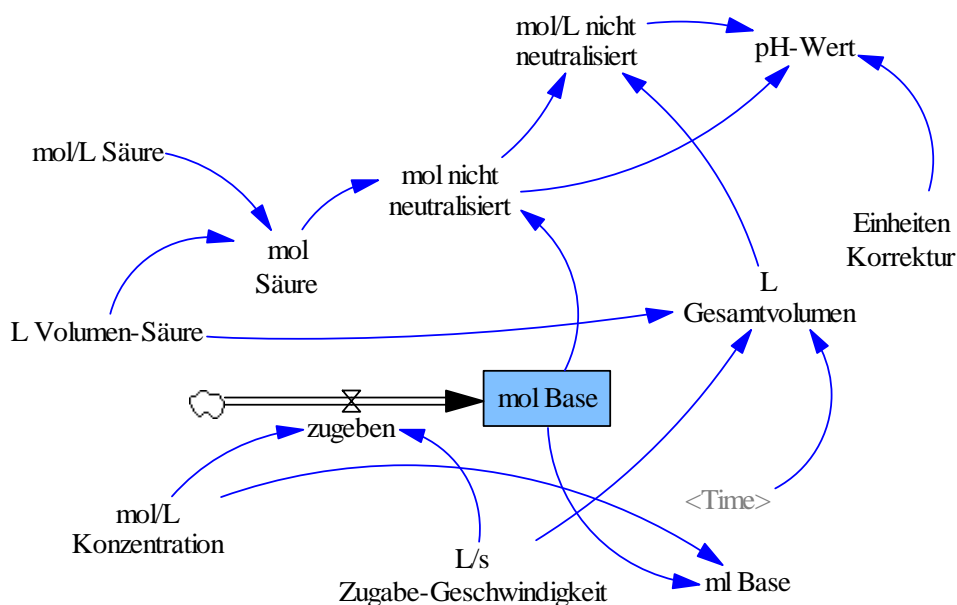 mol/L nicht
neutralisiert
pH-Wert
mol/L Säure
mol nicht
neutralisiert
mol
Säure
Einheiten
Korrektur
L
Gesamtvolumen
L Volumen-Säure
mol Base
zugeben
mol/L
Konzentration
<Time>
L/s
Zugabe-Geschwindigkeit
ml Base